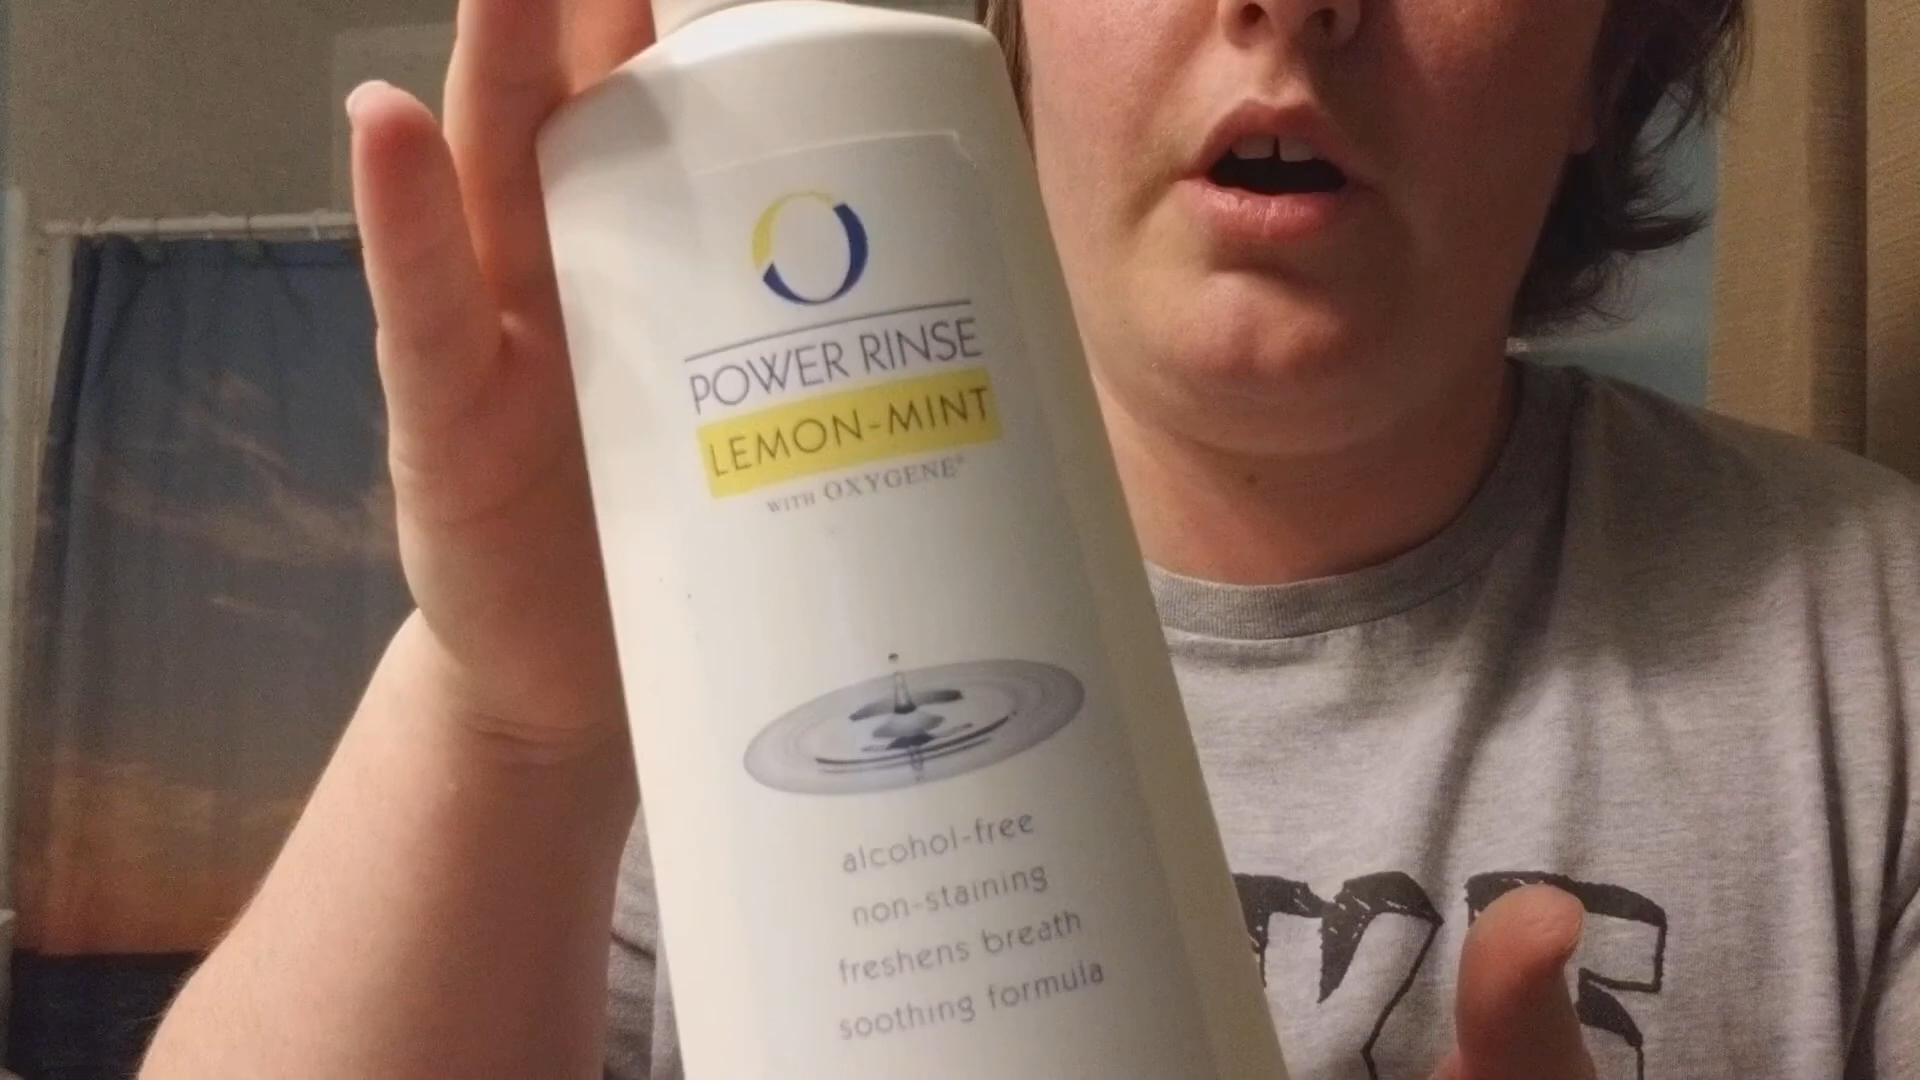 POWER RINSE
LEMON-MINT
WITH OXYGENE®
alcohol-free
non-staining
freshens breath
soothing formula